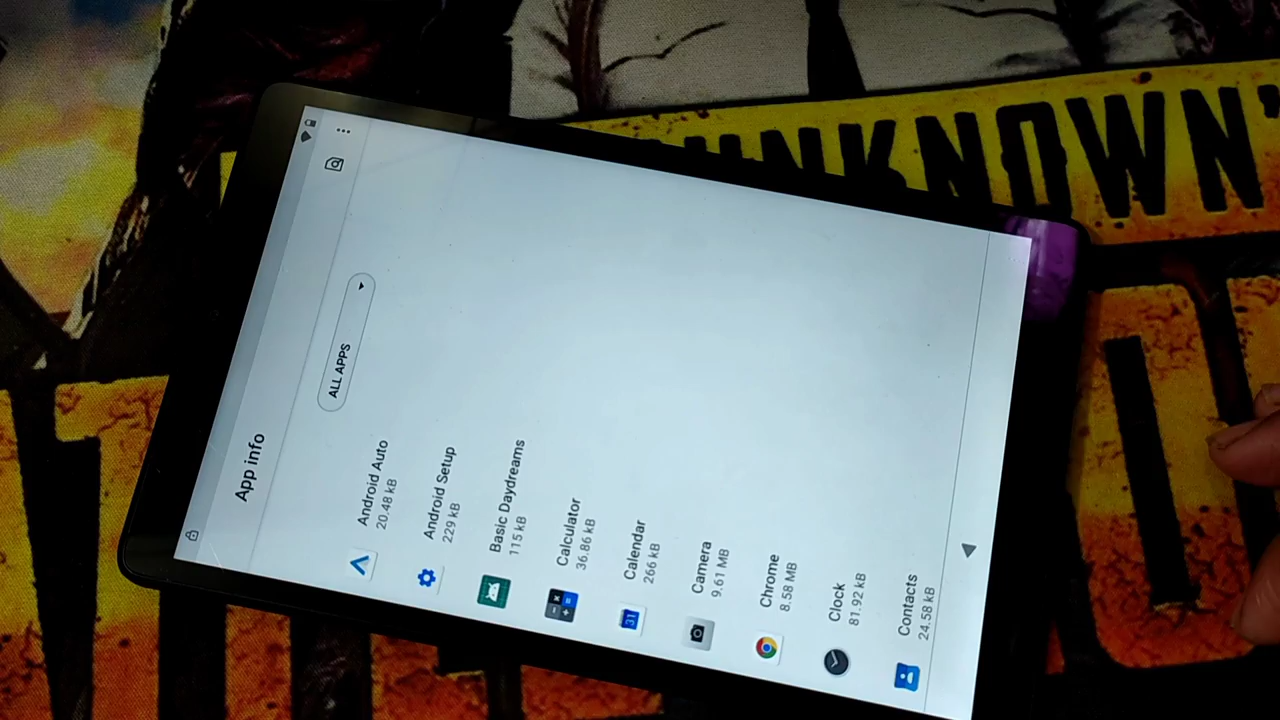 UNKNOWN'
App info
ALL APPS
Android Auto
20.48 kB
Android Setup
229 kB
Basic Daydreams
115 kB
Calculator
36.86 kB
31
Calendar
266 kB
Camera
9.61 MB
Chrome
8.58 MB
Clock
81.92 kB
Contacts
24.58 kB